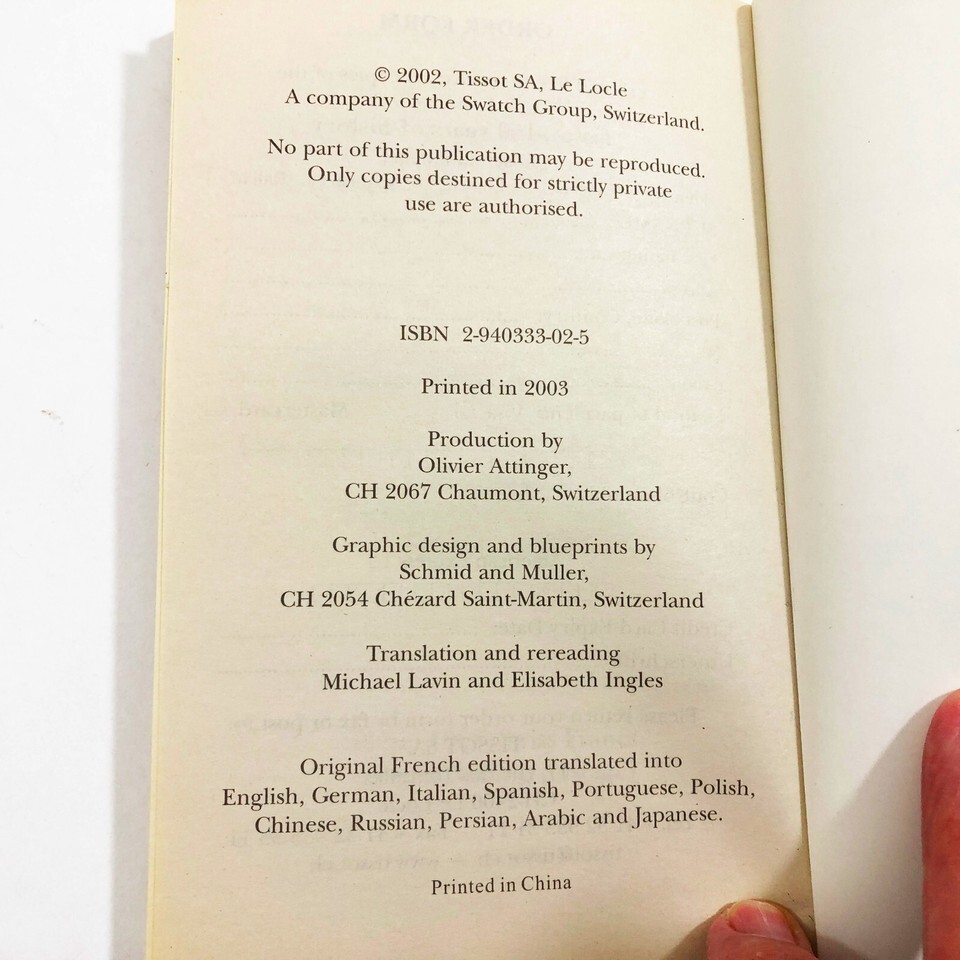 © 2002, Tissot SA, Le Locle
A company of the Swatch Group, Switzerland.
No part of this publication may be reproduced.
Only copies destined for strictly private
use are authorised.
ISBN 2-940333-02-5
Printed in 2003
Production by
Olivier Attinger,
CH 2067 Chaumont, Switzerland
Graphic design and blueprints by
Schmid and Muller,
CH 2054 Chézard Saint-Martin, Switzerland
Translation and rereading
Michael Lavin and Elisabeth Ingles
Original French edition translated into
English, German, Italian, Spanish, Portuguese, Polish,
Chinese, Russian, Persian, Arabic and Japanese.
Printed in China